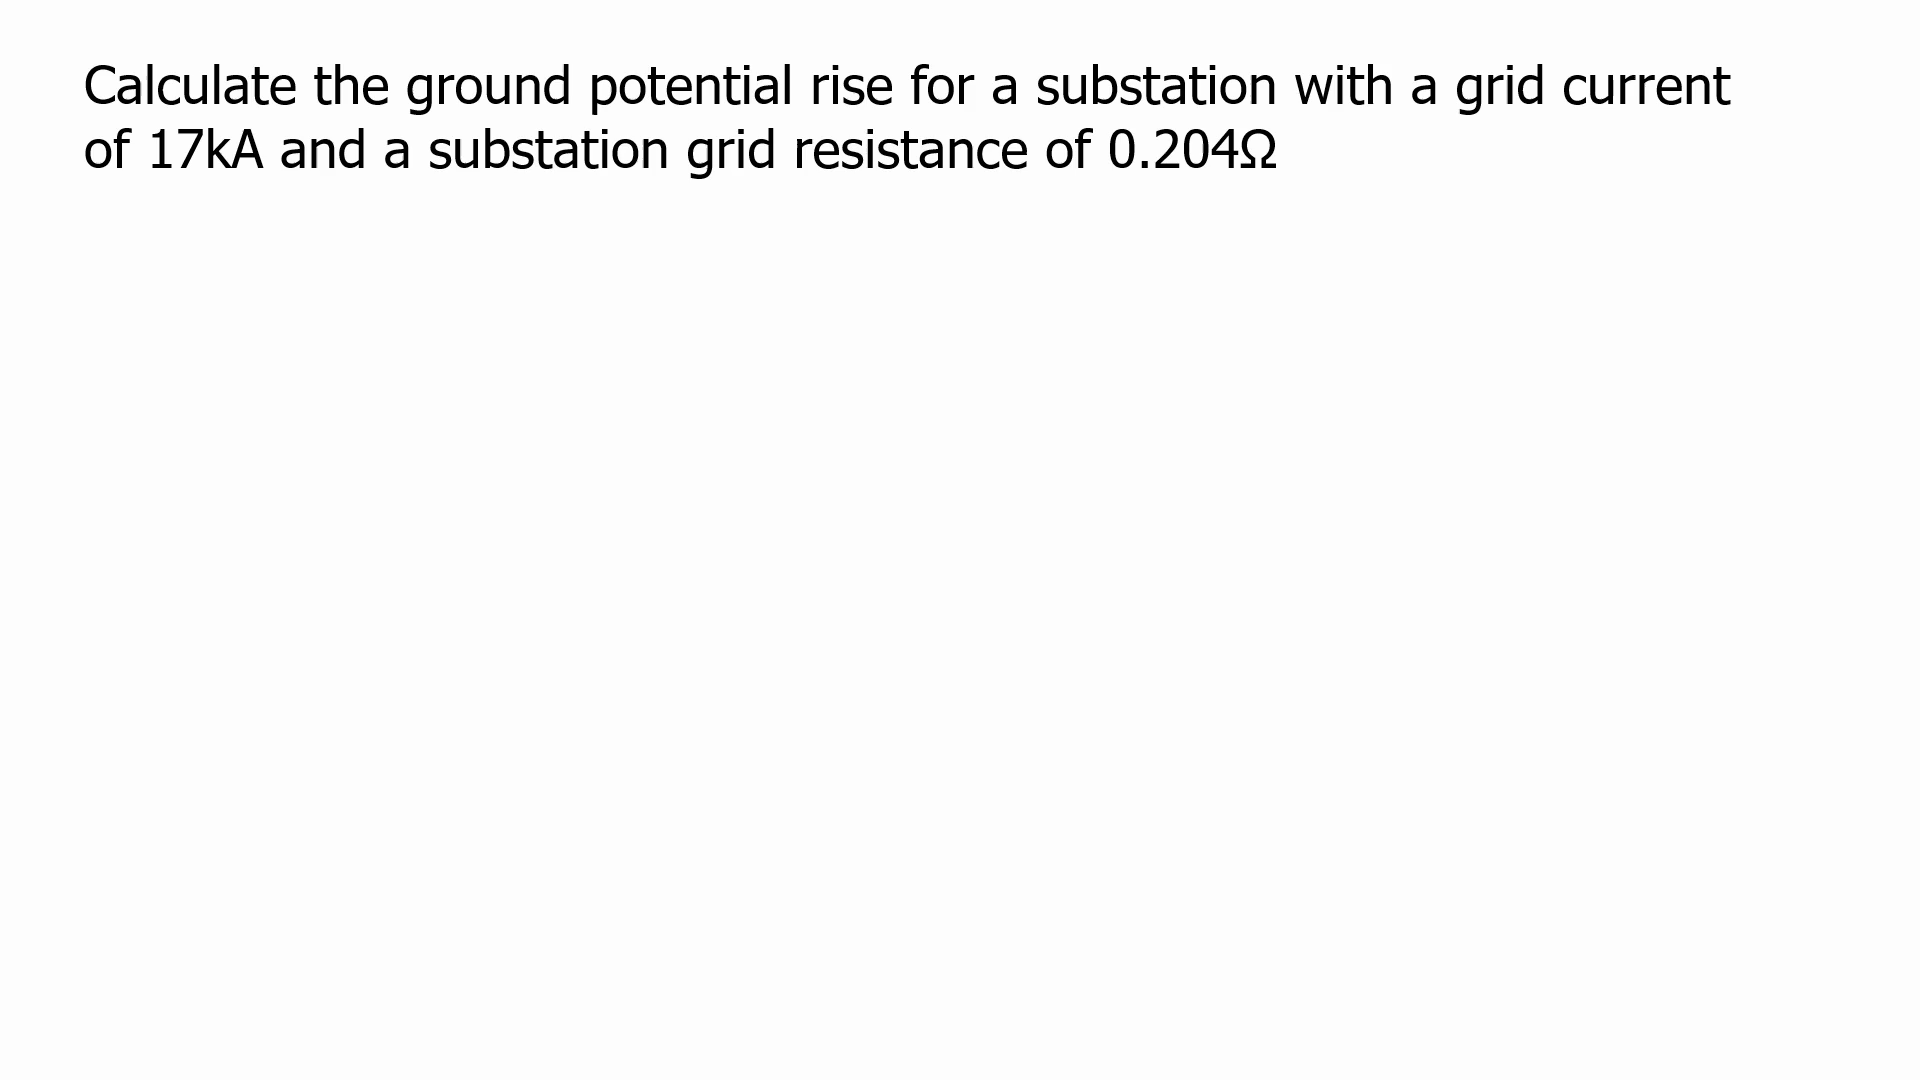 Calculate the ground potential rise for a substation with a grid current
of 17kA and a substation grid resistance of 0.204Ω